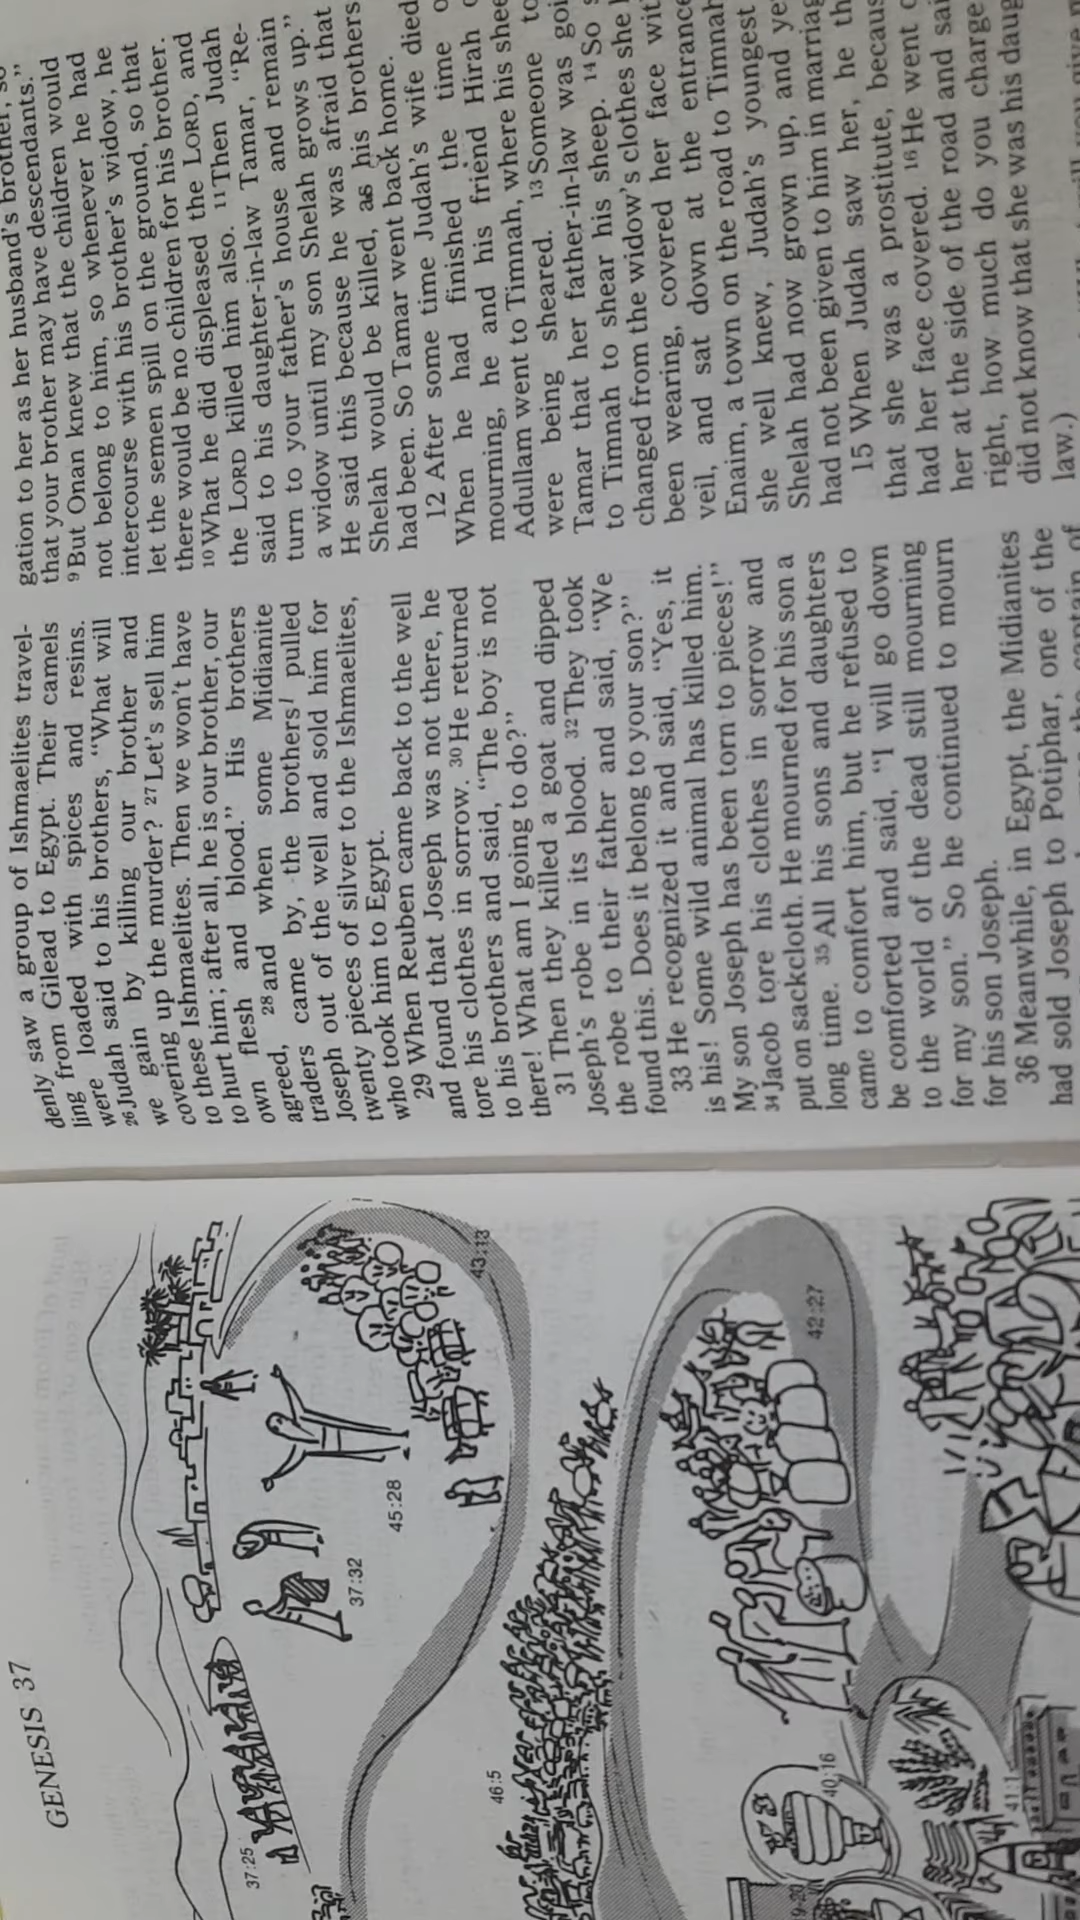 GENESIS 37
37:25
37:32
45:28
43:13
46:5
42:27
40:16
41:1
denly saw a group of Ishmaelites travel-
ling from Gilead to Egypt. Their camels
were loaded with spices and resins.
26 Judah said to his brothers, “What will
we gain by killing our brother and
covering up the murder? 27 Let's sell him
to these Ishmaelites. Then we won't have
to hurt him; after all, he is our brother, our
own flesh and blood.” His brothers
agreed, 28 and when some Midianite
traders came by, the brothers l pulled
Joseph out of the well and sold him for
twenty pieces of silver to the Ishmaelites,
who took him to Egypt.
29 When Reuben came back to the well
and found that Joseph was not there, he
tore his clothes in sorrow. 30 He returned
to his brothers and said, “The boy is not
there! What am I going to do?”
31 Then they killed a goat and dipped
Joseph's robe in its blood. 32 They took
the robe to their father and said, “We
found this. Does it belong to your son?”
33 He recognized it and said, “Yes, it
is his! Some wild animal has killed him.
My son Joseph has been torn to pieces!”
34 Jacob tore his clothes in sorrow and
put on sackcloth. He mourned for his son a
long time. 35 All his sons and daughters
came to comfort him, but he refused to
be comforted and said, “I will go down
to the world of the dead still mourning
for my son.” So he continued to mourn
for his son Joseph.
36 Meanwhile, in Egypt, the Midianites
had sold Joseph to Potiphar, one of the
captain of
gation to her as her husband's brother, so
that your brother may have descendants.”
9 But Onan knew that the children would
not belong to him, so whenever he had
intercourse with his brother's widow, he
let the semen spill on the ground, so that
there would be no children for his brother.
10 What he did displeased the LORD, and
the LORD killed him also. 11 Then Judah
said to his daughter-in-law Tamar, “Re-
turn to your father's house and remain
a widow until my son Shelah grows up.”
He said this because he was afraid that
Shelah would be killed, as his brothers
had been. So Tamar went back home.
12 After some time Judah's wife died
When he had finished the time
mourning, he and his friend Hirah
Adullam went to Timnah, where his
were being sheared. 13 Someone
Tamar that her father-in-law was
to Timnah to shear his sheep. 14 So
changed from the widow's clothes she
been wearing, covered her face
veil, and sat down at the entrance
Enaim, a town on the road to Timnah
she well knew, Judah's youngest
Shelah had now grown up, and
had not been given to him in
15 When Judah saw her, he
that she was a prostitute,
had her face covered. 16 He went
her at the side of the road and
right, how much do you charge
did not know that she was his
law.)